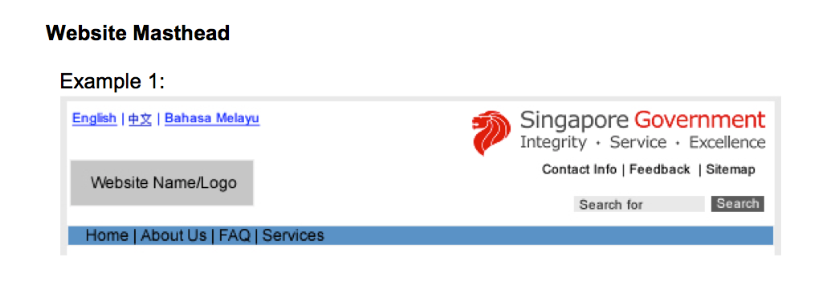 Website Masthead
Example 1:
English | 中文 | Bahasa Melayu
Singapore Government
Integrity · Service · Excellence
Contact Info | Feedback | Sitemap
Website Name/Logo
Search for Search
Home | About Us | FAQ | Services